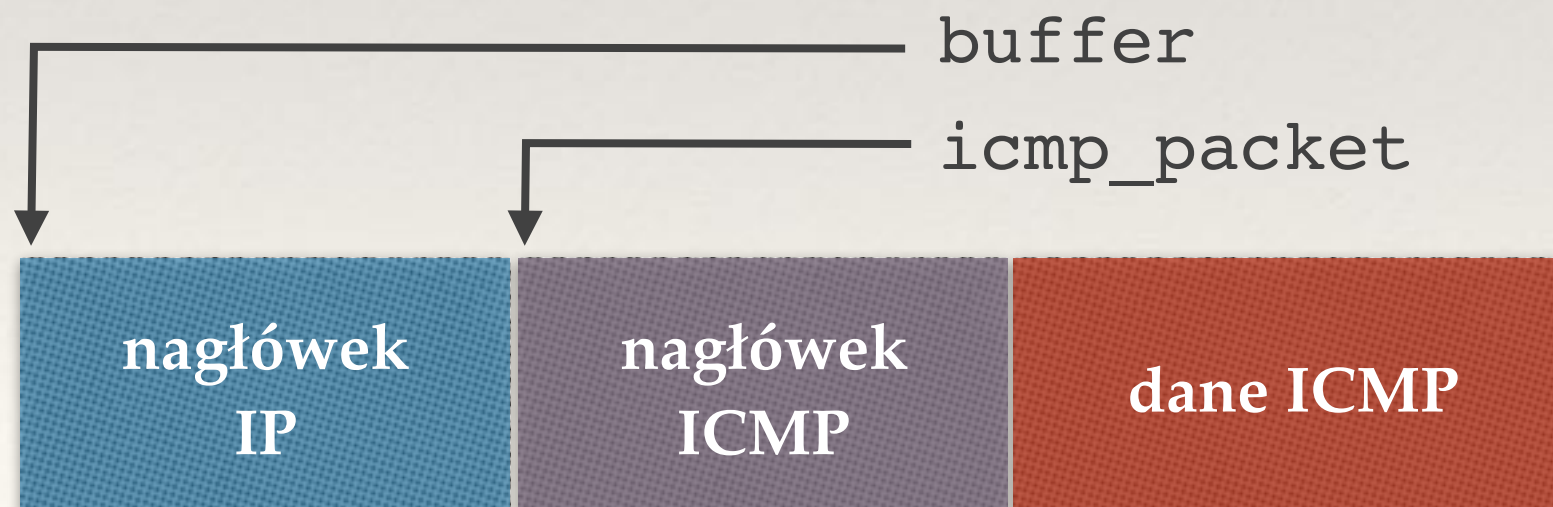 buffer
icmp_packet
nagłówek
IP
nagłówek
ICMP
dane ICMP